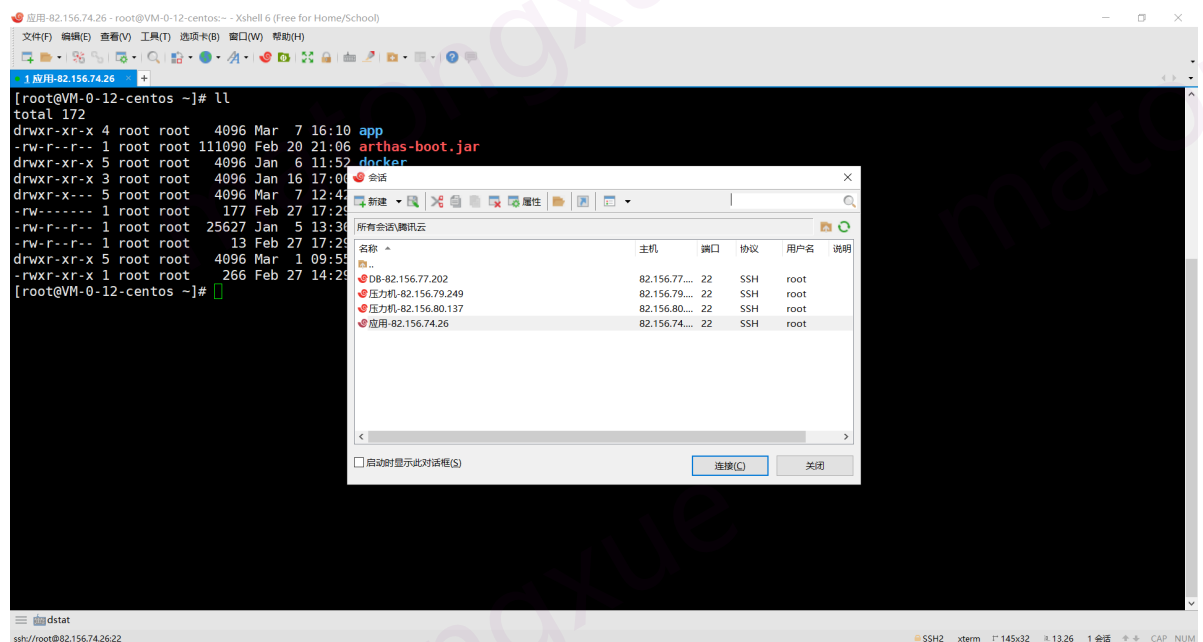 应用-82.156.74.26 - root@VM-0-12-centos:~ - Xshell 6 (Free for Home/School)
文件(F) 编辑(E) 查看(V) 工具(T) 选项卡(B) 窗口(W) 帮助(H)
1 应用-82.156.74.26 × +
[root@VM-0-12-centos ~]# ll
total 172
drwxr-xr-x 4 root root 4096 Mar 7 16:10 app
-rw-r--r-- 1 root root 111090 Feb 20 21:06 arthas-boot.jar
drwxr-xr-x 5 root root 4096 Jan 6 11:52 docker
drwxr-xr-x 3 root root 4096 Jan 16 17:00
drwxr-x--- 5 root root 4096 Mar 7 12:42
-rw------- 1 root root 177 Feb 27 17:29
-rw-r--r-- 1 root root 25627 Jan 5 13:36
-rw-r--r-- 1 root root 13 Feb 27 17:29
drwxr-xr-x 5 root root 4096 Mar 1 09:55
-rwxr-xr-x 1 root root 266 Feb 27 14:29
[root@VM-0-12-centos ~]#
会话
新建 属性
所有会话\腾讯云
名称 主机 端口 协议 用户名 说明
..
DB-82.156.77.202 82.156.77.... 22 SSH root
压力机-82.156.79.249 82.156.79.... 22 SSH root
压力机-82.156.80.137 82.156.80.... 22 SSH root
应用-82.156.74.26 82.156.74.... 22 SSH root
启动时显示此对话框(S) 连接(C) 关闭
dstat
ssh://root@82.156.74.26:22 SSH2 xterm 145x32 13,26 1 会话 CAP NUM